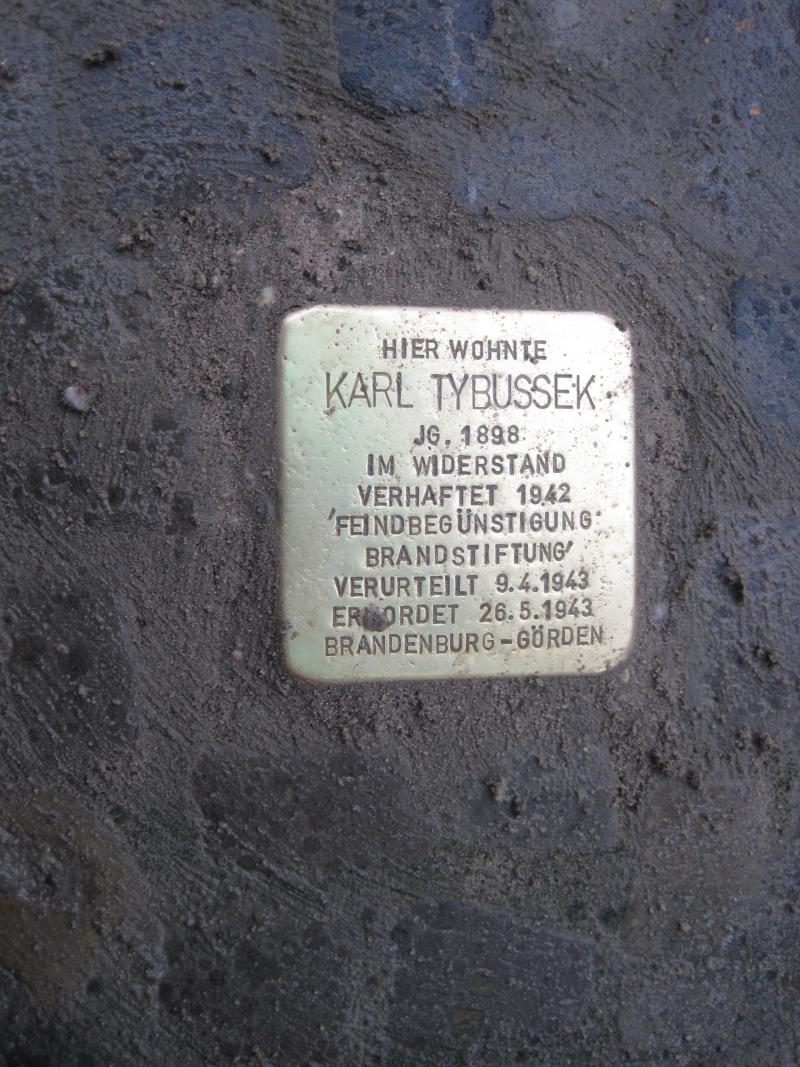 HIER WOHNTE
KARL TYBUSSEK
JG. 1898
IM WIDERSTAND
VERHAFTET 1942
'FEINDBEGÜNSTIGUNG
BRANDSTIFTUNG'
VERURTEILT 9.4.1943
ERMORDET 26.5.1943
BRANDENBURG-GÖRDEN